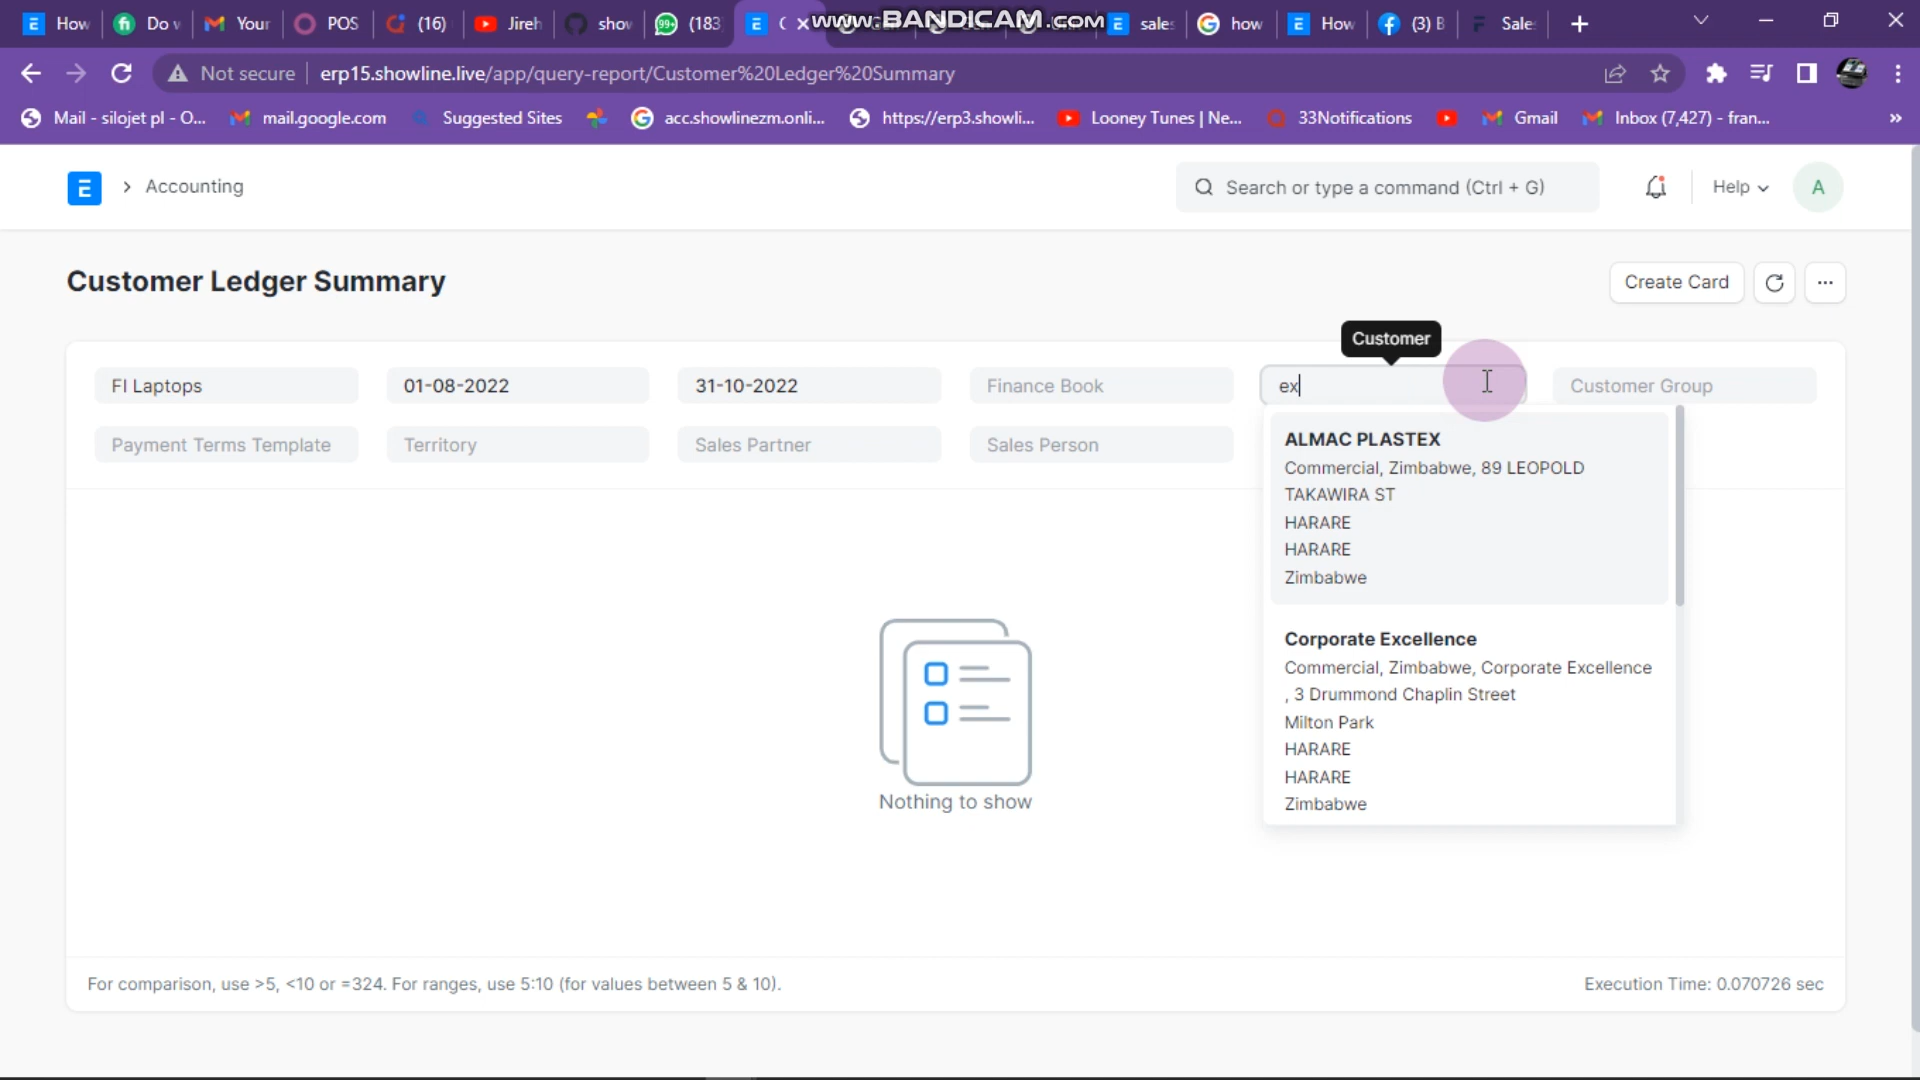 How
Do v
Your
POS
(16)
Jireh
shov
99+
(183
www.BANDICAM.com
sale
how
How
(3) B
Sale
Not secure
erp15.showline.live/app/query-report/Customer%20Ledger%20Summary
Mail - silojet pl - O...
mail.google.com
Suggested Sites
acc.showlinezm.onli...
https://erp3.showli...
Looney Tunes | Ne...
33Notifications
Gmail
Inbox (7,427) - fran...
»
E
Accounting
Search or type a command (Ctrl + G)
Help
A
Customer Ledger Summary
Create Card
Customer
FI Laptops
01-08-2022
31-10-2022
Finance Book
ex
Customer Group
Payment Terms Template
Territory
Sales Partner
Sales Person
ALMAC PLASTEX
Commercial, Zimbabwe, 89 LEOPOLD
TAKAWIRA ST
HARARE
HARARE
Zimbabwe
Corporate Excellence
Commercial, Zimbabwe, Corporate Excellence
, 3 Drummond Chaplin Street
Milton Park
HARARE
HARARE
Zimbabwe
Nothing to show
For comparison, use >5, <10 or =324. For ranges, use 5:10 (for values between 5 & 10).
Execution Time: 0.070726 sec